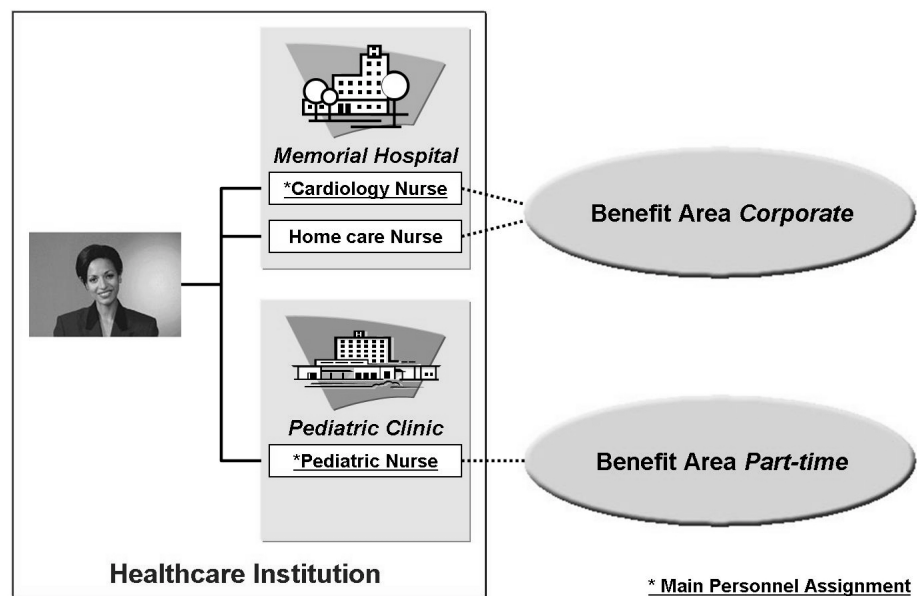 H
Memorial Hospital
*Cardiology Nurse
Home care Nurse
Benefit Area Corporate
H
Pediatric Clinic
*Pediatric Nurse
Benefit Area Part-time
Healthcare Institution
* Main Personnel Assignment